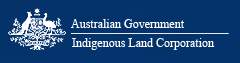 Australian Government
Indigenous Land Corporation